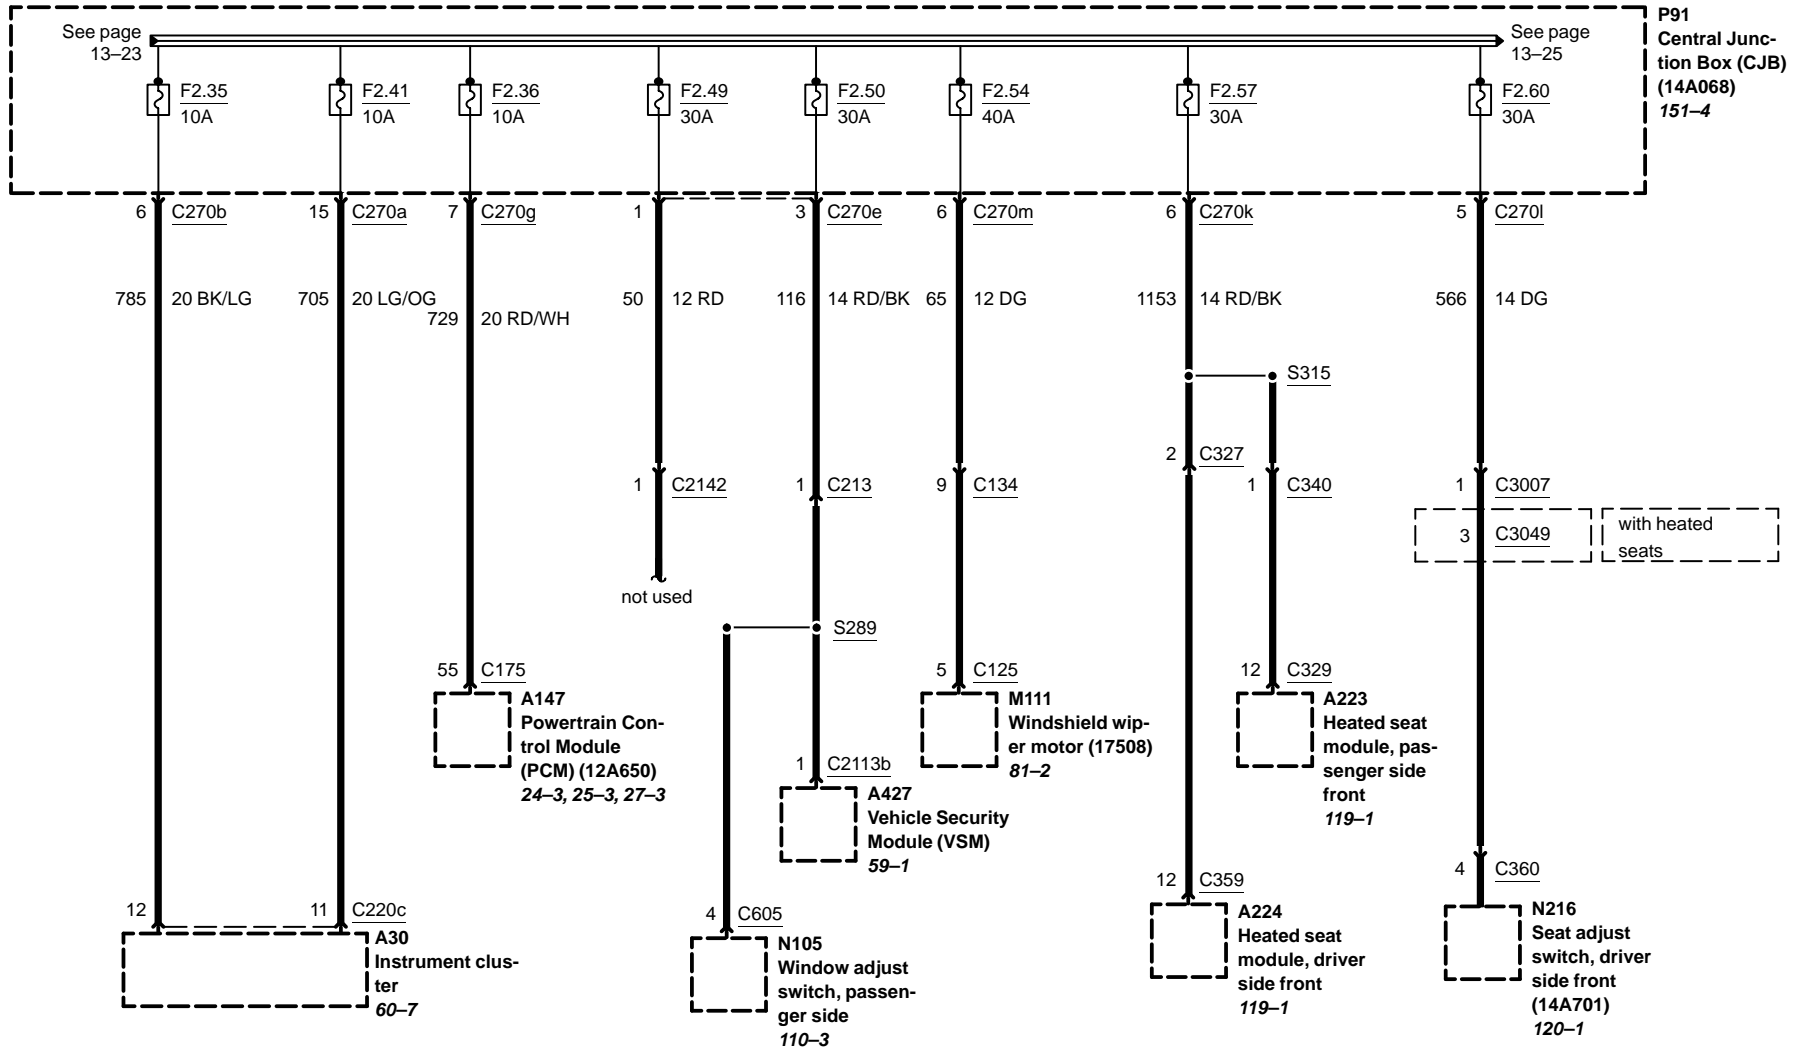 See page
13–23
See page
13–25
P91
Central Junc-
tion Box (CJB)
(14A068)
151–4
F2.35
10A
F2.41
10A
F2.36
10A
F2.49
30A
F2.50
30A
F2.54
40A
F2.57
30A
F2.60
30A
6 C270b
15 C270a
7 C270g
1
3 C270e
6 C270m
6 C270k
5 C270l
785 20 BK/LG
705 20 LG/OG
729 20 RD/WH
50 12 RD
116 14 RD/BK
65 12 DG
1153 14 RD/BK
566 14 DG
S315
2 C327
1 C2142
1 C213
9 C134
1 C340
1 C3007
3 C3049
with heated
seats
not used
S289
55 C175
A147
Powertrain Con-
trol Module
(PCM) (12A650)
24–3, 25–3, 27–3
5 C125
M111
Windshield wip-
er motor (17508)
81–2
12 C329
A223
Heated seat
module, pas-
senger side
front
119–1
1 C2113b
A427
Vehicle Security
Module (VSM)
59–1
12
11 C220c
A30
Instrument clus-
ter
60–7
4 C605
N105
Window adjust
switch, passen-
ger side
110–3
12 C359
A224
Heated seat
module, driver
side front
119–1
4 C360
N216
Seat adjust
switch, driver
side front
(14A701)
120–1